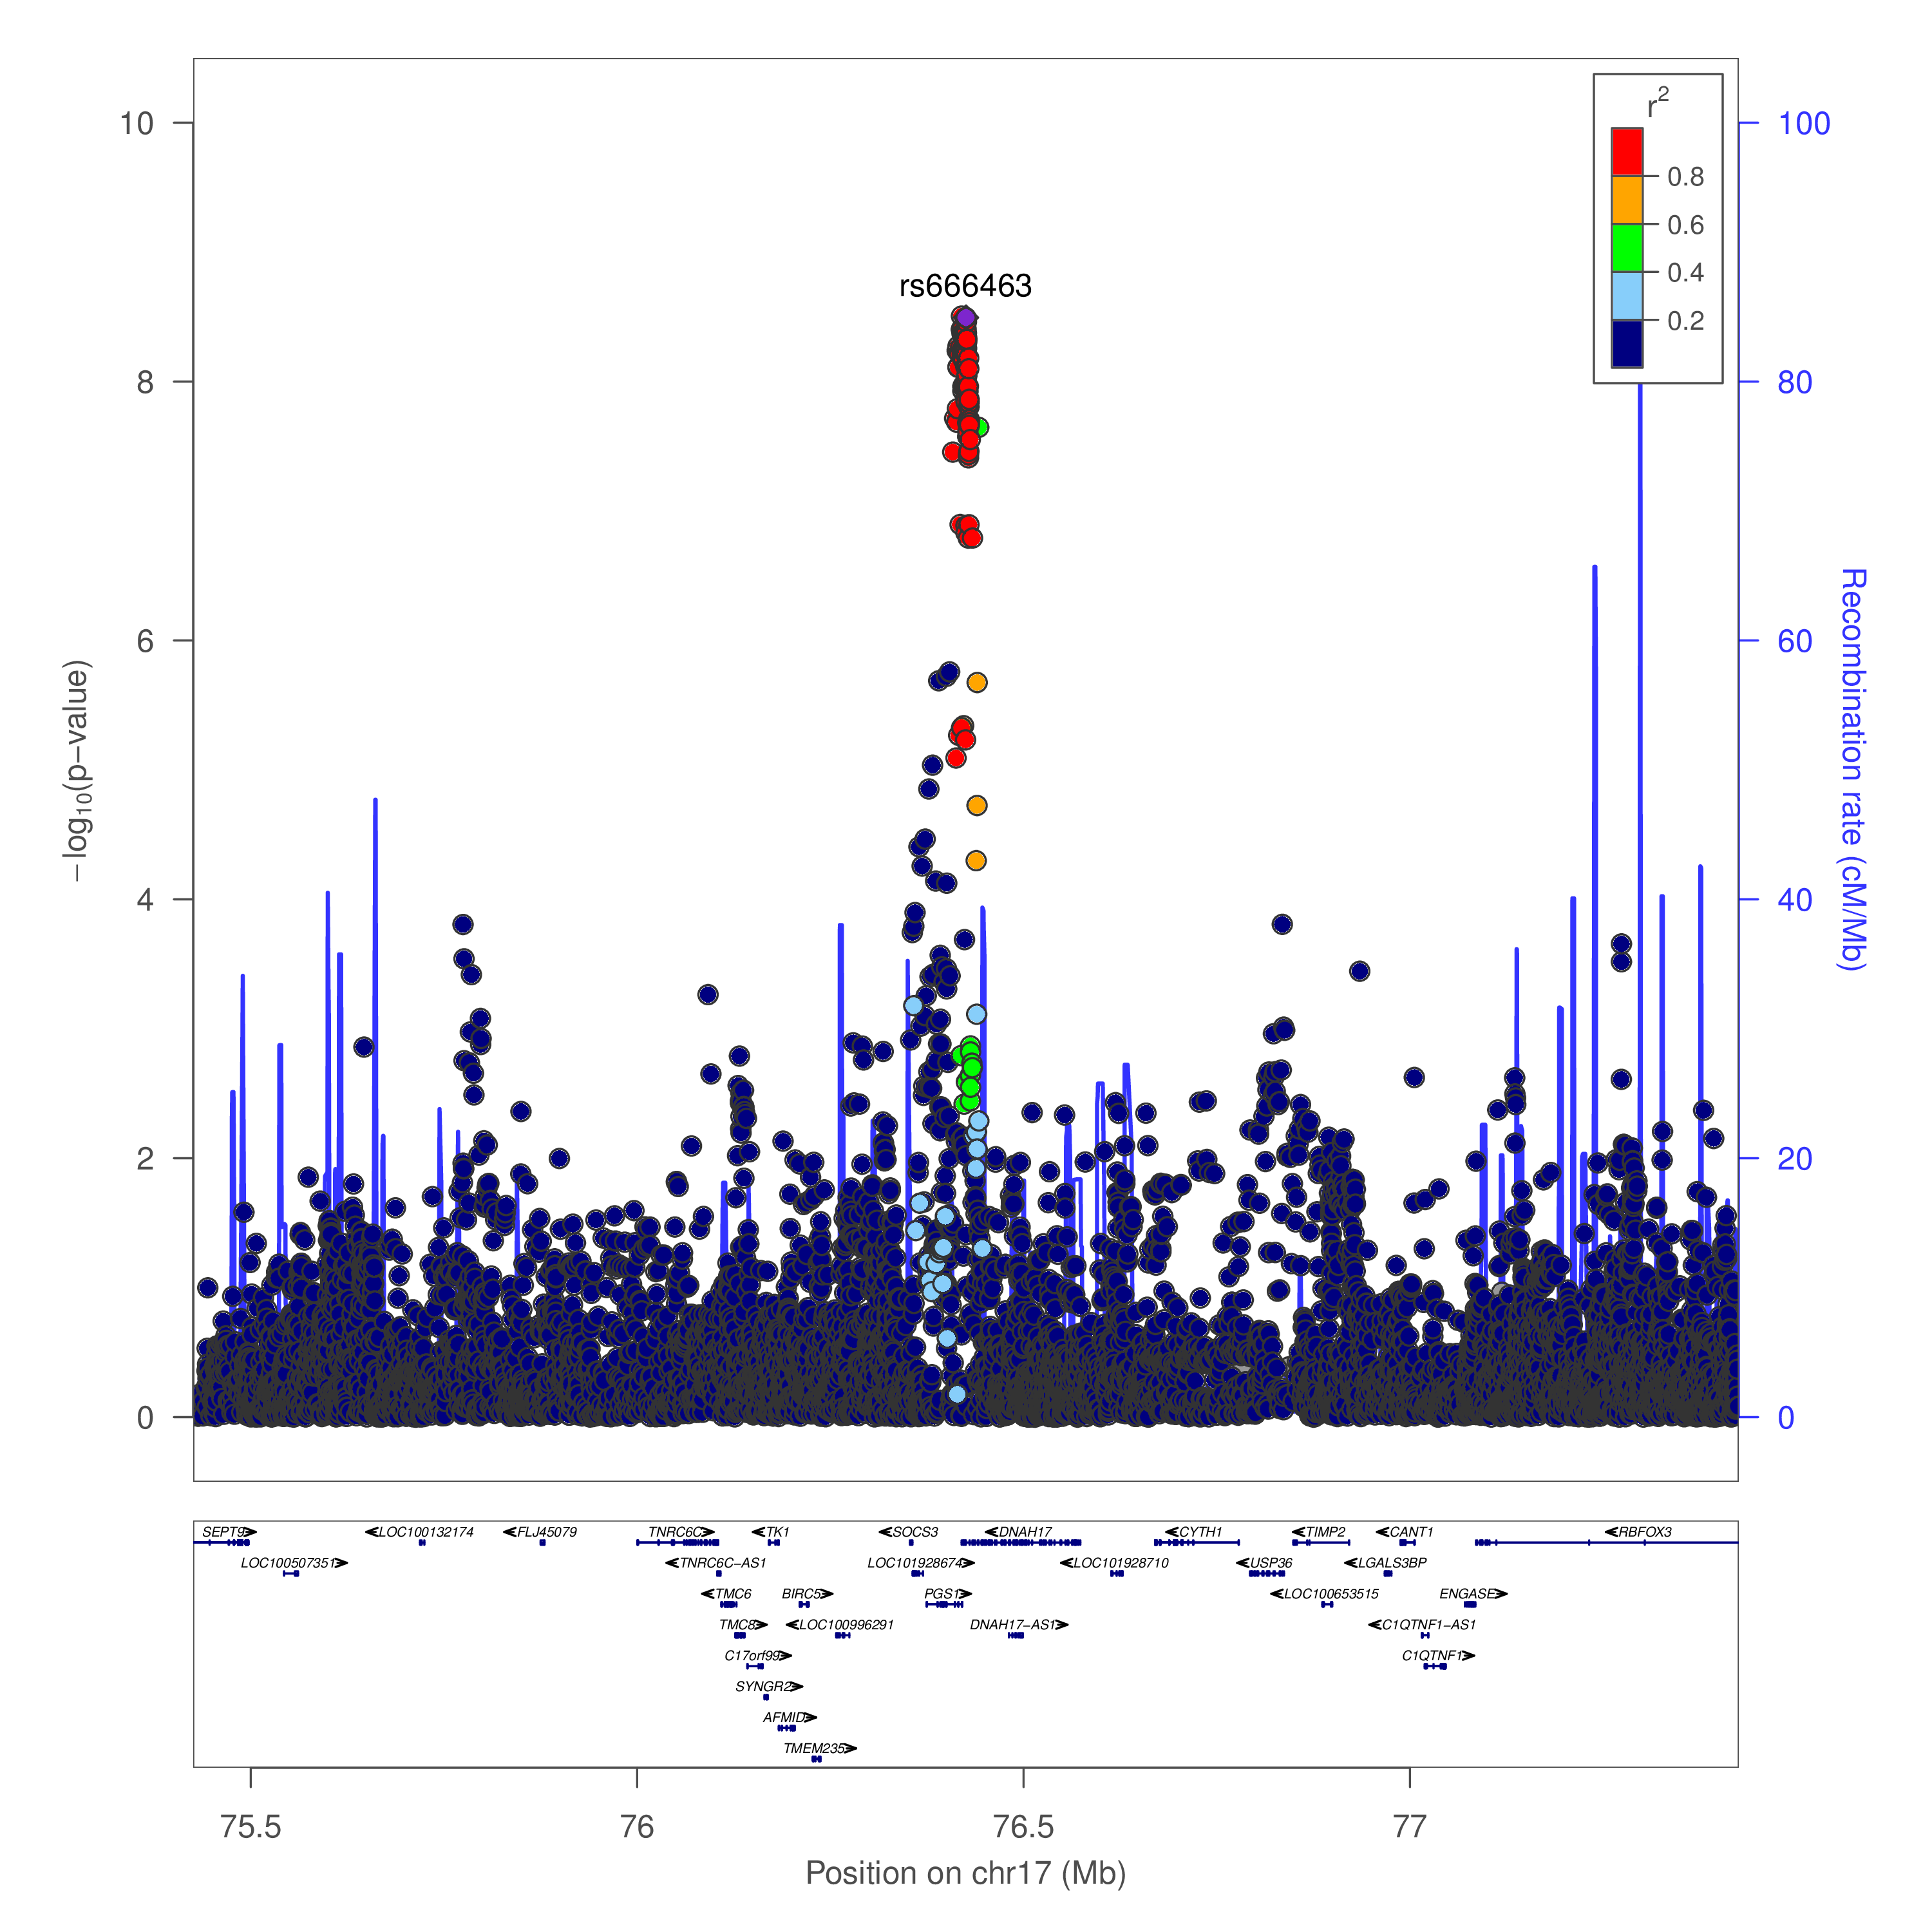 rs666463
r2
0.8
0.6
0.4
0.2
10
8
6
4
2
0
−log10(p−value)
100
80
60
40
20
0
Recombination rate (cM/Mb)
SEPT9 LOC100132174 FLJ45079 TNRC6C TK1 SOCS3 DNAH17 CYTH1 TIMP2 CANT1 RBFOX3
LOC100507351 TNRC6C−AS1 LOC101928674 LOC101928710 USP36 LGALS3BP
TMC6 BIRC5 PGS1 LOC100653515 ENGASE
TMC8 LOC100996291 DNAH17−AS1 C1QTNF1−AS1
C17orf99 C1QTNF1
SYNGR2
AFMID
TMEM235
75.5 76 76.5 77
Position on chr17 (Mb)